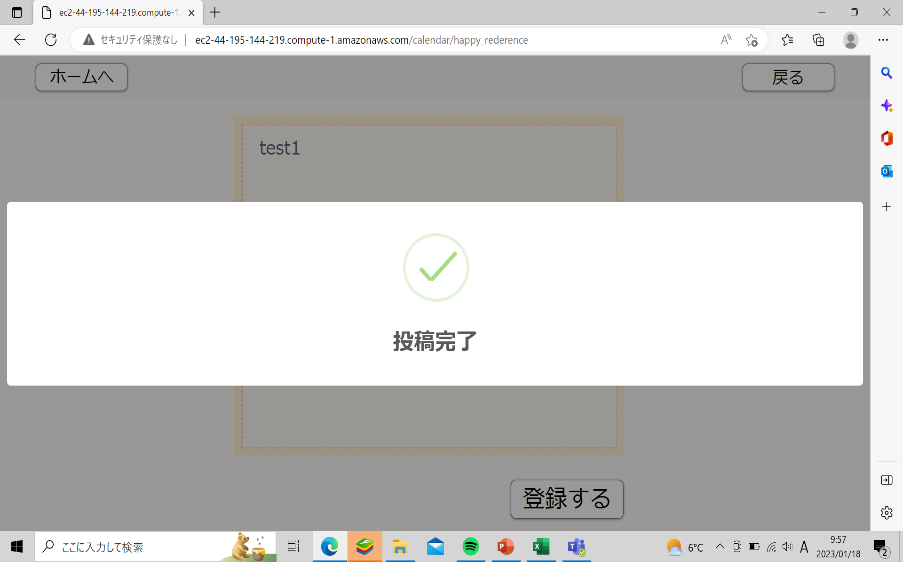 ec2-44-195-144-219.compute-1.
セキュリティ保護なし
ec2-44-195-144-219.compute-1.amazonaws.com/calendar/happy_rederence
ホームへ
戻る
test1
投稿完了
登録する
ここに入力して検索
6°C
A
9:57
2023/01/18
2